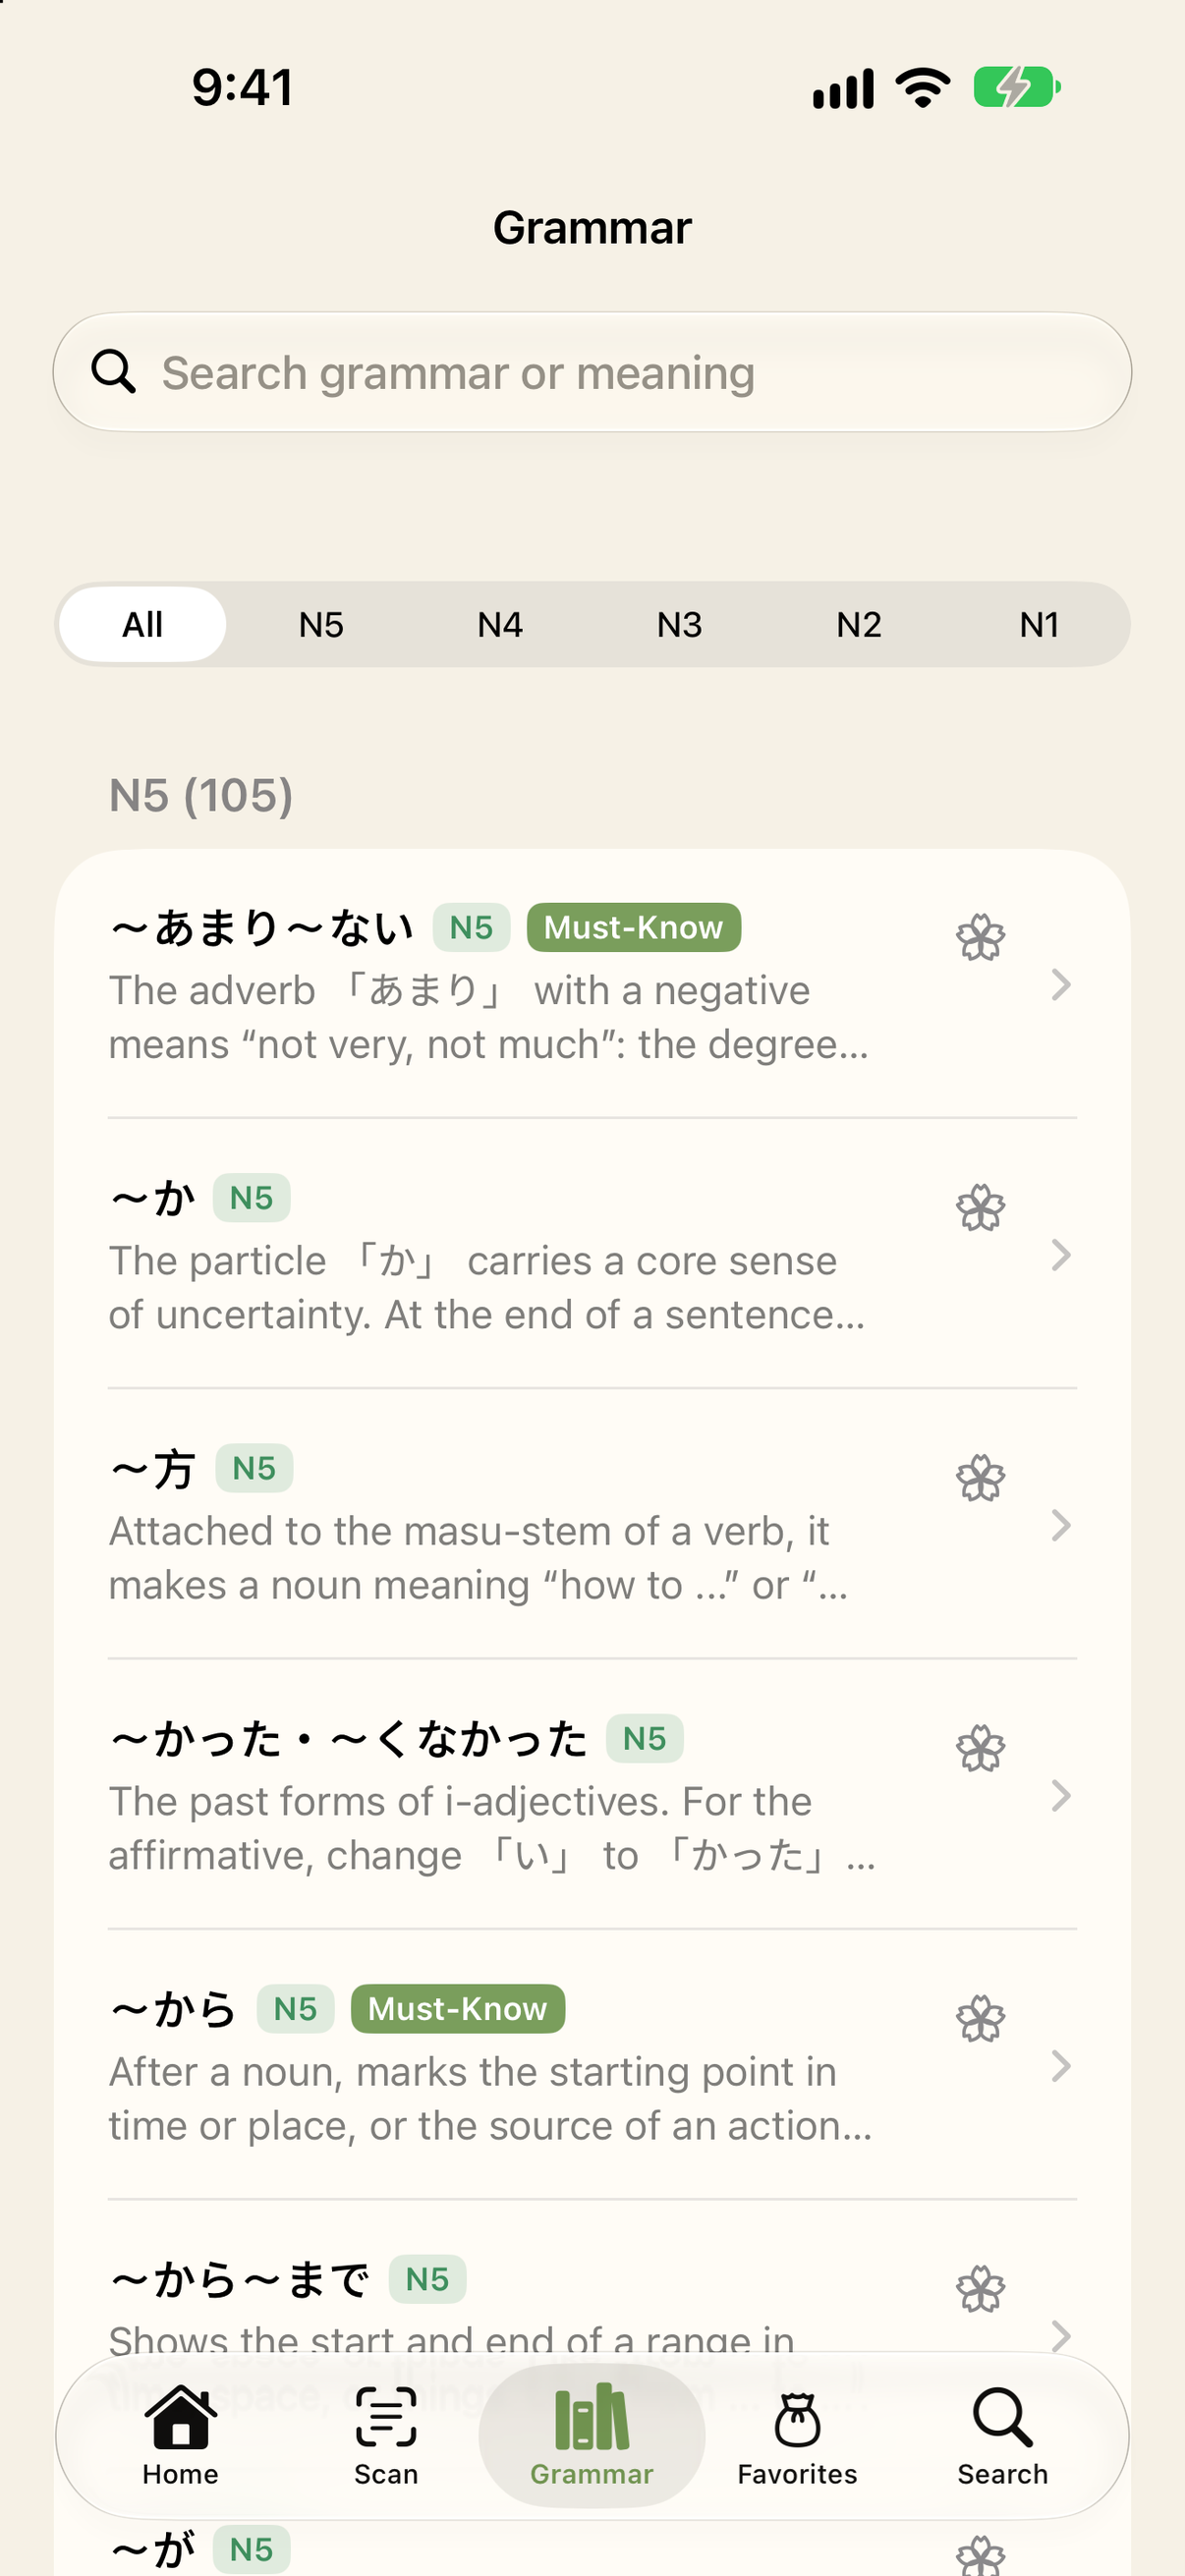 9:41
Grammar
Search grammar or meaning
All N5 N4 N3 N2 N1
N5 (105)
〜あまり〜ない N5 Must-Know
The adverb 「あまり」 with a negative
means “not very, not much”: the degree...
〜か N5
The particle 「か」 carries a core sense
of uncertainty. At the end of a sentence...
〜方 N5
Attached to the masu-stem of a verb, it
makes a noun meaning “how to ...” or “...
〜かった・〜くなかった N5
The past forms of i-adjectives. For the
affirmative, change 「い」 to 「かった」...
〜から N5 Must-Know
After a noun, marks the starting point in
time or place, or the source of an action...
〜から〜まで N5
Shows the start and end of a range in
Home Scan Grammar Favorites Search
〜が N5